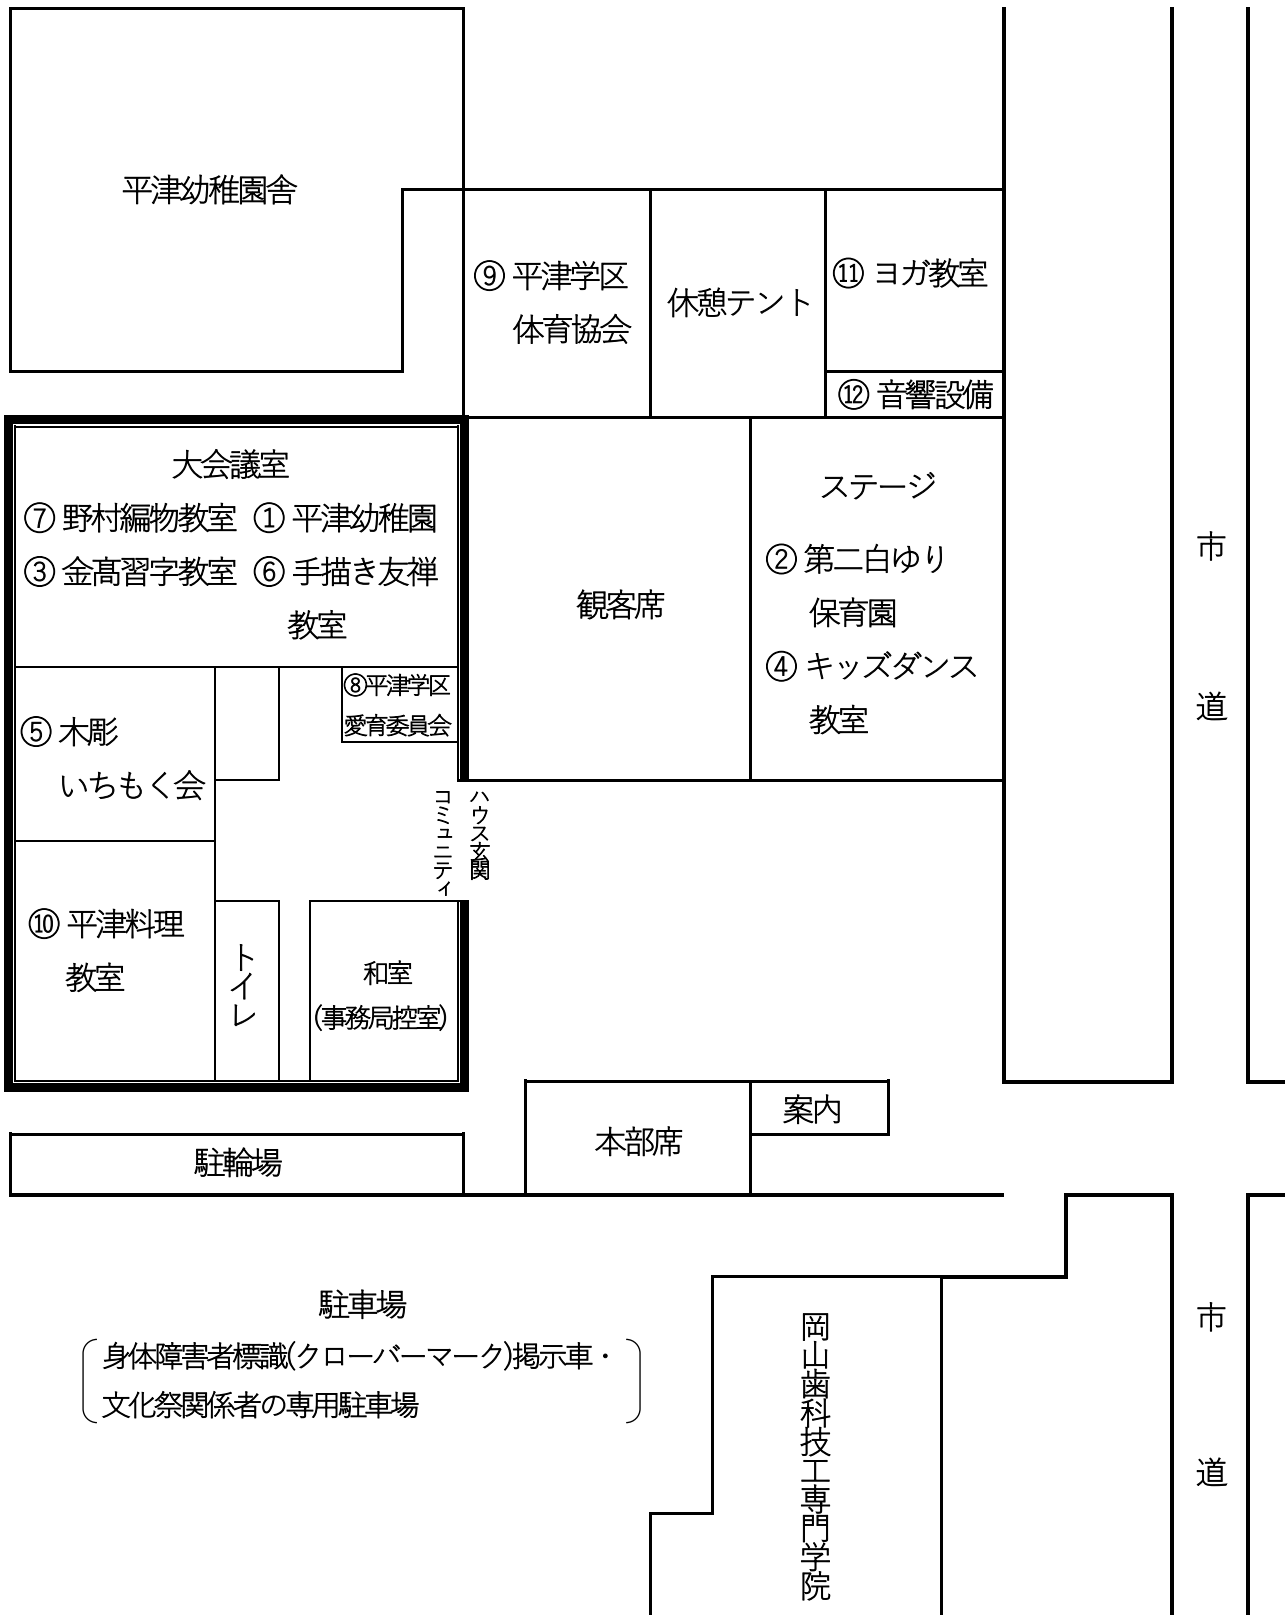 平津幼稚園舎
⑨ 平津学区
体育協会
休憩テント
⑪ ヨガ教室
⑫ 音響設備
大会議室
⑦ 野村編物教室 ① 平津幼稚園
③ 金髙習字教室 ⑥ 手描き友禅
教室
⑧平津学区
愛育委員会
⑤ 木彫
いちもく会
観客席
ステージ
② 第二白ゆり
保育園
④ キッズダンス
教室
市
道
コミュニティ
ハウス玄関
⑩ 平津料理
教室
トイレ
和室
(事務局控室)
本部席
案内
駐輪場
駐車場
身体障害者標識(クローバーマーク)掲示車・
文化祭関係者の専用駐車場
岡山歯科技工専門学院
市
道